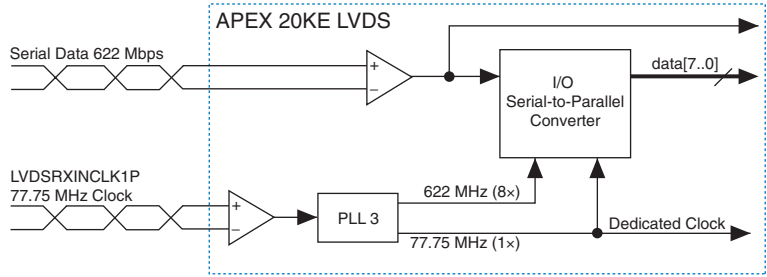 APEX 20KE LVDS
Serial Data 622 Mbps
+
−
data[7..0]
I/O
Serial-to-Parallel
Converter
LVDSRXINCLK1P
77.75 MHz Clock
+
−
PLL 3
622 MHz (8×)
77.75 MHz (1×)
Dedicated Clock